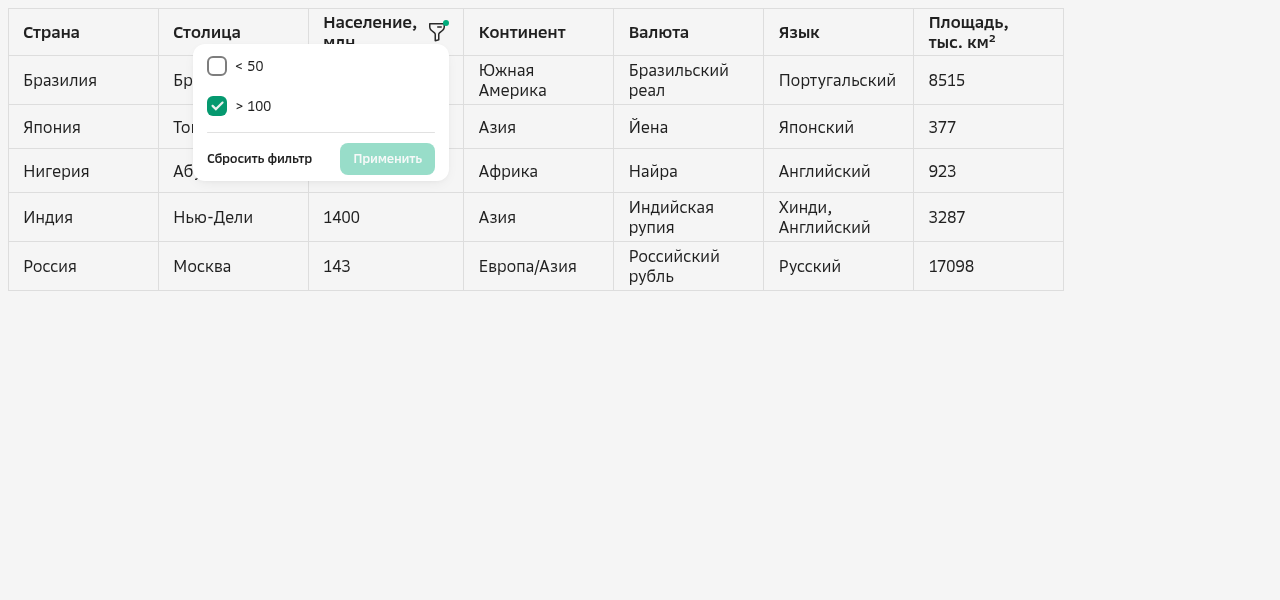 Страна Столица Население, Континент Валюта Язык Площадь,
млн
тыс. км²
< 50
> 100
Сбросить фильтр Применить
Бразилия Бр Южная Америка Бразильский реал Португальский 8515
Япония Азия Йена Японский 377
Нигерия Африка Найра Английский 923
Индия Нью-Дели 1400 Азия Индийская рупия Хинди, Английский 3287
Россия Москва 143 Европа/Азия Российский рубль Русский 17098